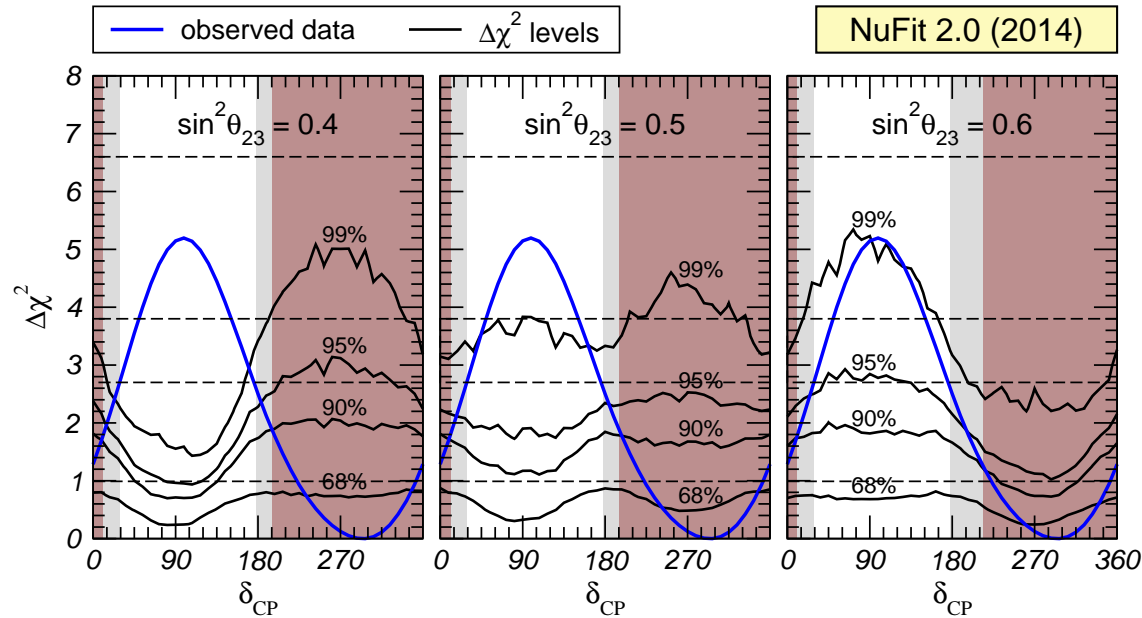 observed data
Δχ² levels
NuFit 2.0 (2014)
8
7
6
5
4
3
2
1
0
Δχ²
sin²θ₂₃ = 0.4
99%
95%
90%
68%
0 90 180 270
δCP
sin²θ₂₃ = 0.5
99%
95%
90%
68%
0 90 180 270
δCP
sin²θ₂₃ = 0.6
99%
95%
90%
68%
0 90 180 270 360
δCP